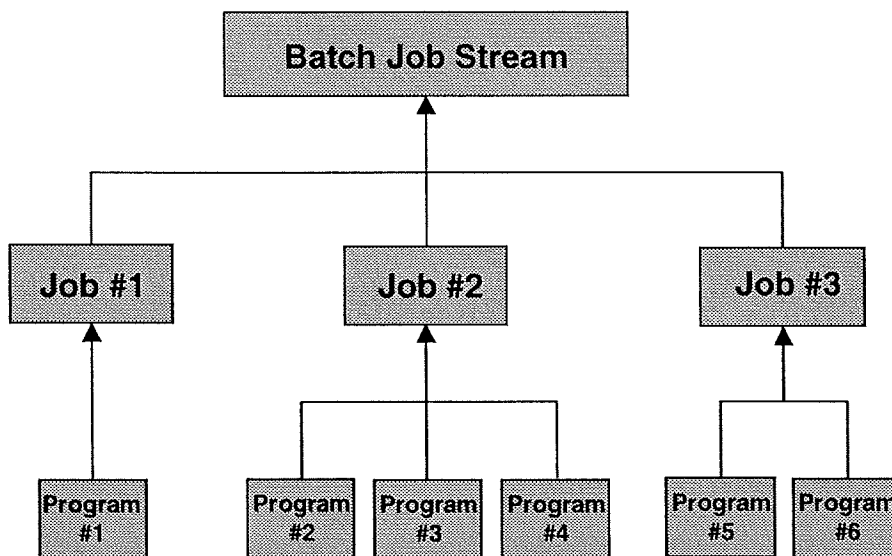 Batch Job Stream
Job #1
Job #2
Job #3
Program
#1
Program
#2
Program
#3
Program
#4
Program
#5
Program
#6